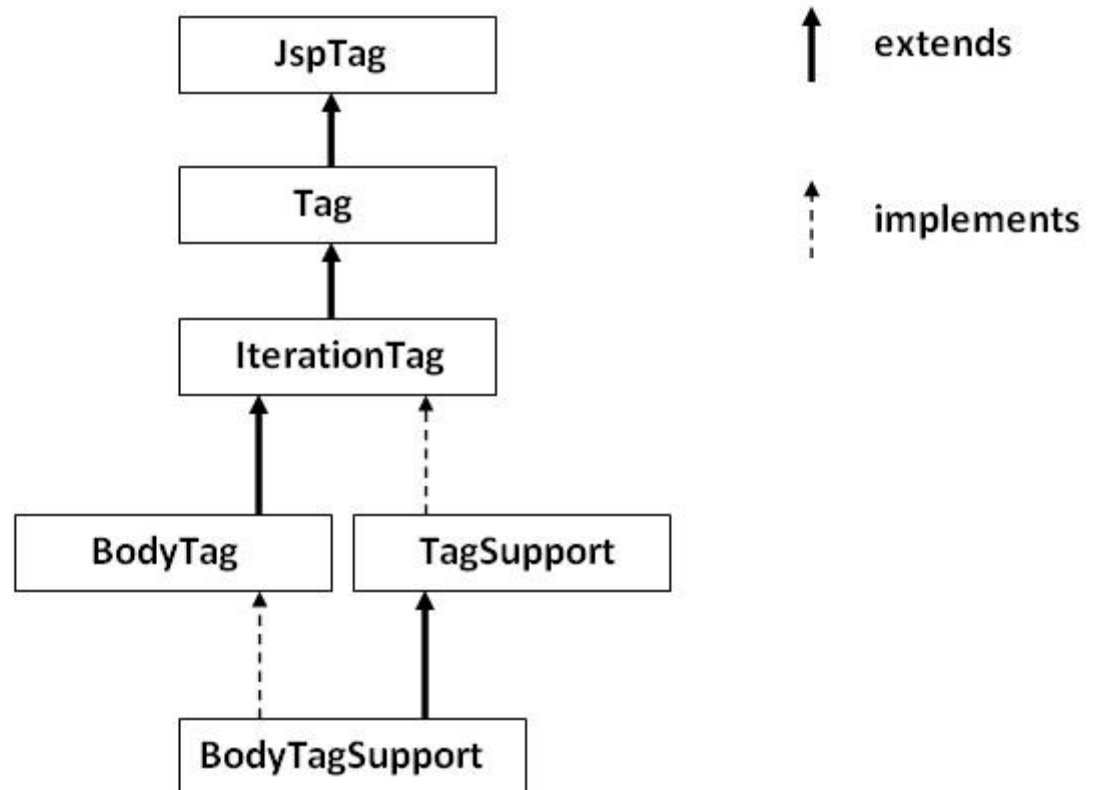 JspTag
extends
Tag
implements
IterationTag
BodyTag
TagSupport
BodyTagSupport